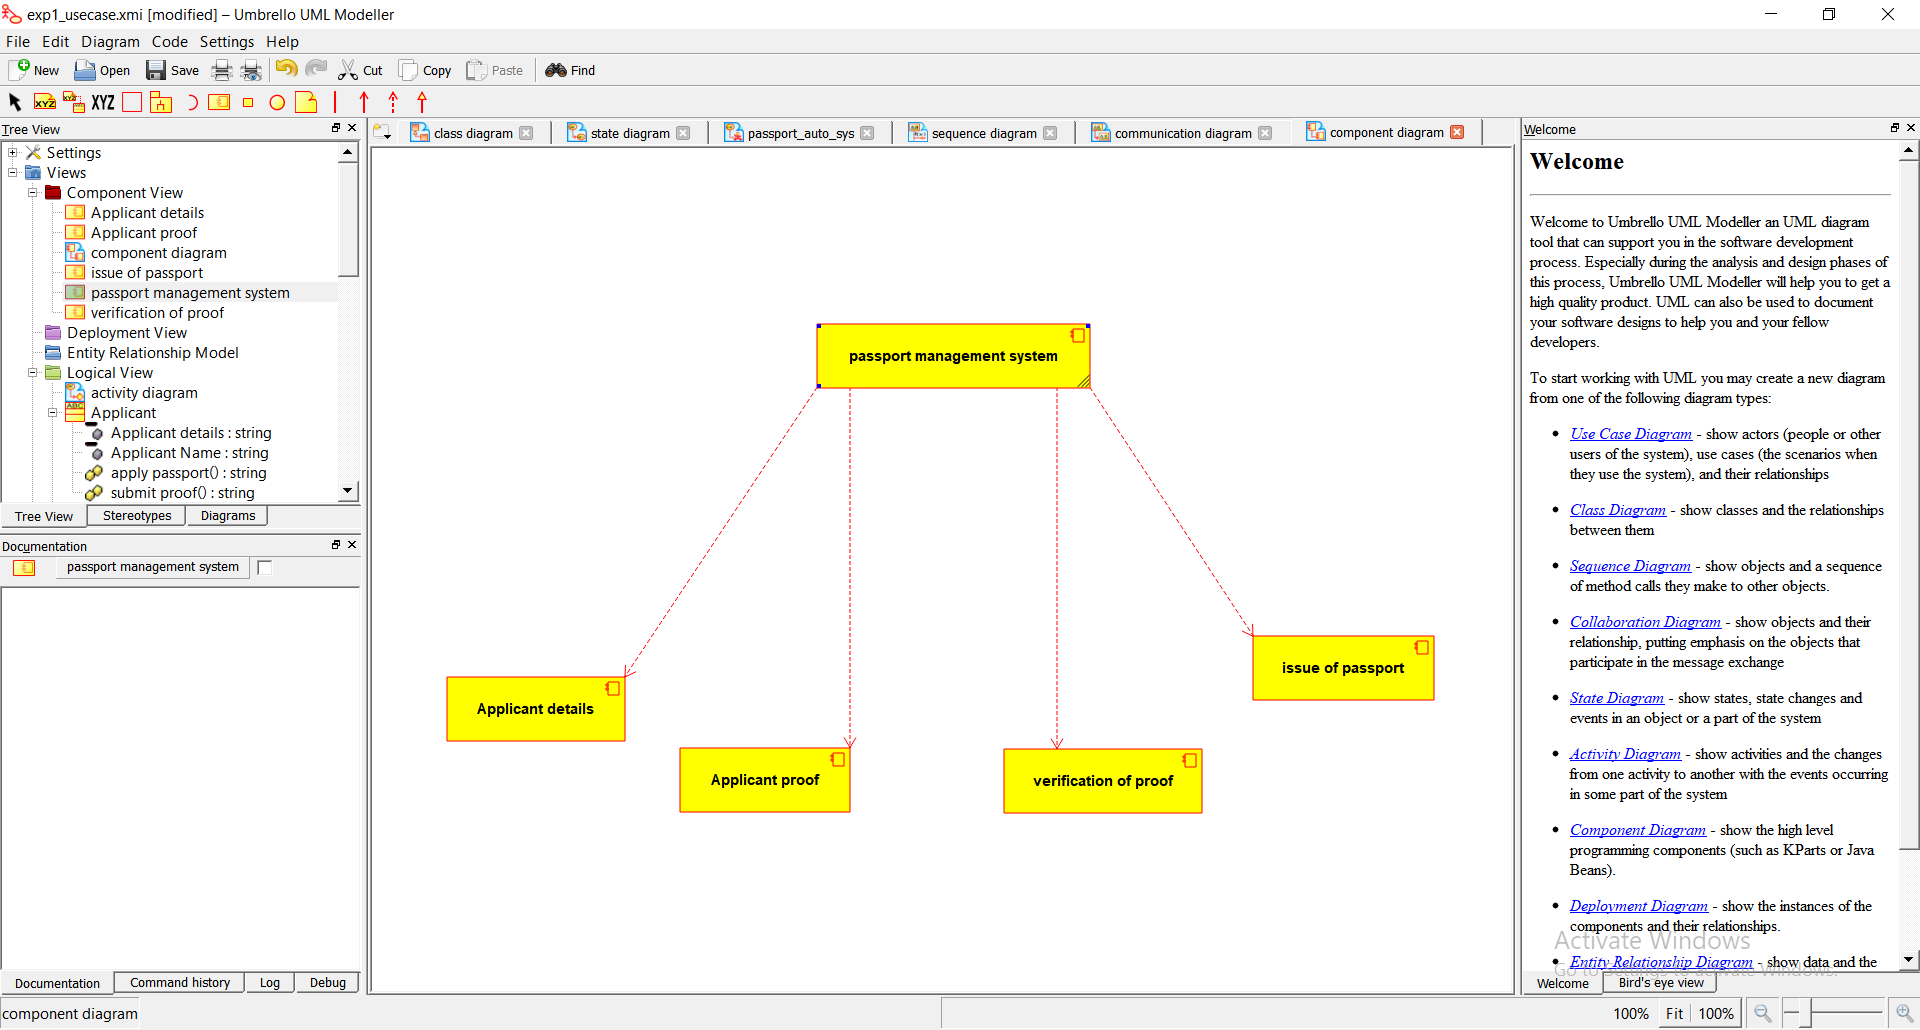 exp1_usecase.xmi [modified] – Umbrello UML Modeller
File Edit Diagram Code Settings Help
New Open Save Cut Copy Paste Find
XYZ XYZ XYZ
Tree View
Settings
Views
Component View
Applicant details
Applicant proof
component diagram
issue of passport
passport management system
verification of proof
Deployment View
Entity Relationship Model
Logical View
activity diagram
ABC
Applicant
Applicant details : string
Applicant Name : string
apply passport() : string
submit proof() : string
Tree View Stereotypes Diagrams
Documentation
passport management system
Documentation Command history Log Debug
component diagram
class diagram state diagram passport_auto_sys sequence diagram communication diagram component diagram
passport management system
issue of passport
Applicant details
Applicant proof
verification of proof
Welcome
Welcome
Welcome to Umbrello UML Modeller an UML diagram
tool that can support you in the software development
process. Especially during the analysis and design phases of
this process, Umbrello UML Modeller will help you to get a
high quality product. UML can also be used to document
your software designs to help you and your fellow
developers.
To start working with UML you may create a new diagram
from one of the following diagram types:
• Use Case Diagram - show actors (people or other
users of the system), use cases (the scenarios when
they use the system), and their relationships
• Class Diagram - show classes and the relationships
between them
• Sequence Diagram - show objects and a sequence
of method calls they make to other objects.
• Collaboration Diagram - show objects and their
relationship, putting emphasis on the objects that
participate in the message exchange
• State Diagram - show states, state changes and
events in an object or a part of the system
• Activity Diagram - show activities and the changes
from one activity to another with the events occurring
in some part of the system
• Component Diagram - show the high level
programming components (such as KParts or Java
Beans).
• Deployment Diagram - show the instances of the
components and their relationships.
Activate Windows
• Entity-Relationship Diagram - show data and the
Go to Settings to activate Windows.
Welcome Bird's eye view
100% Fit 100%